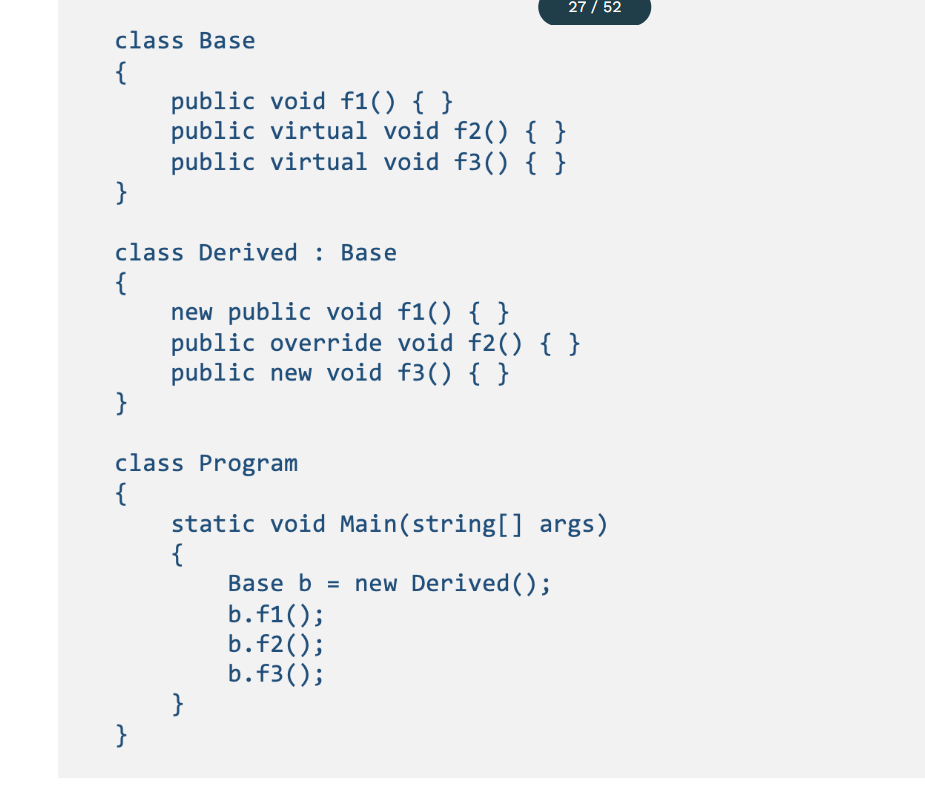 27 / 52
class Base
{
    public void f1() { }
    public virtual void f2() { }
    public virtual void f3() { }
}
class Derived : Base
{
    new public void f1() { }
    public override void f2() { }
    public new void f3() { }
}
class Program
{
    static void Main(string[] args)
    {
        Base b = new Derived();
        b.f1();
        b.f2();
        b.f3();
    }
}